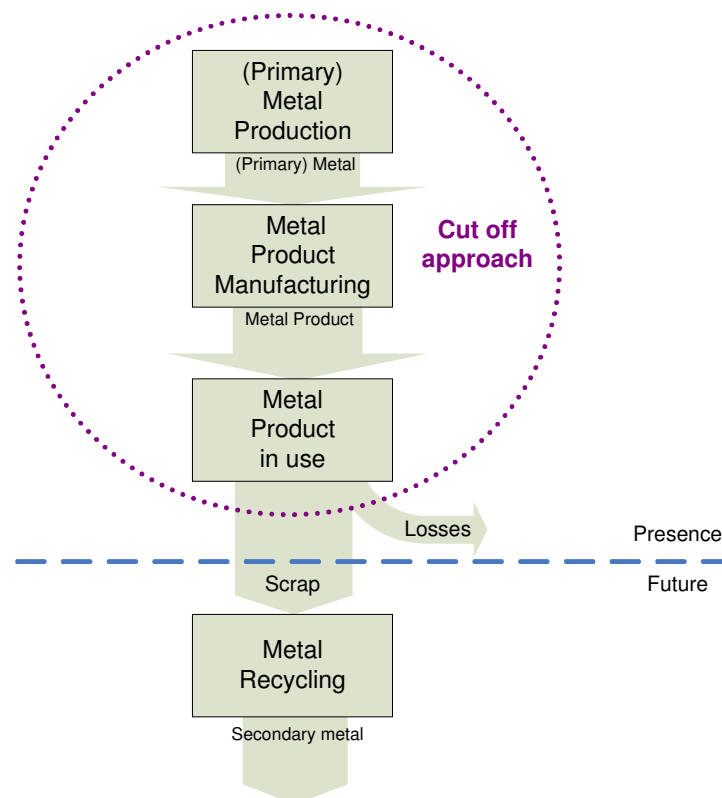 (Primary)
Metal
Production
(Primary) Metal
Metal
Product
Manufacturing
Cut off
approach
Metal Product
Metal
Product
in use
Losses
Presence
Scrap
Future
Metal
Recycling
Secondary metal